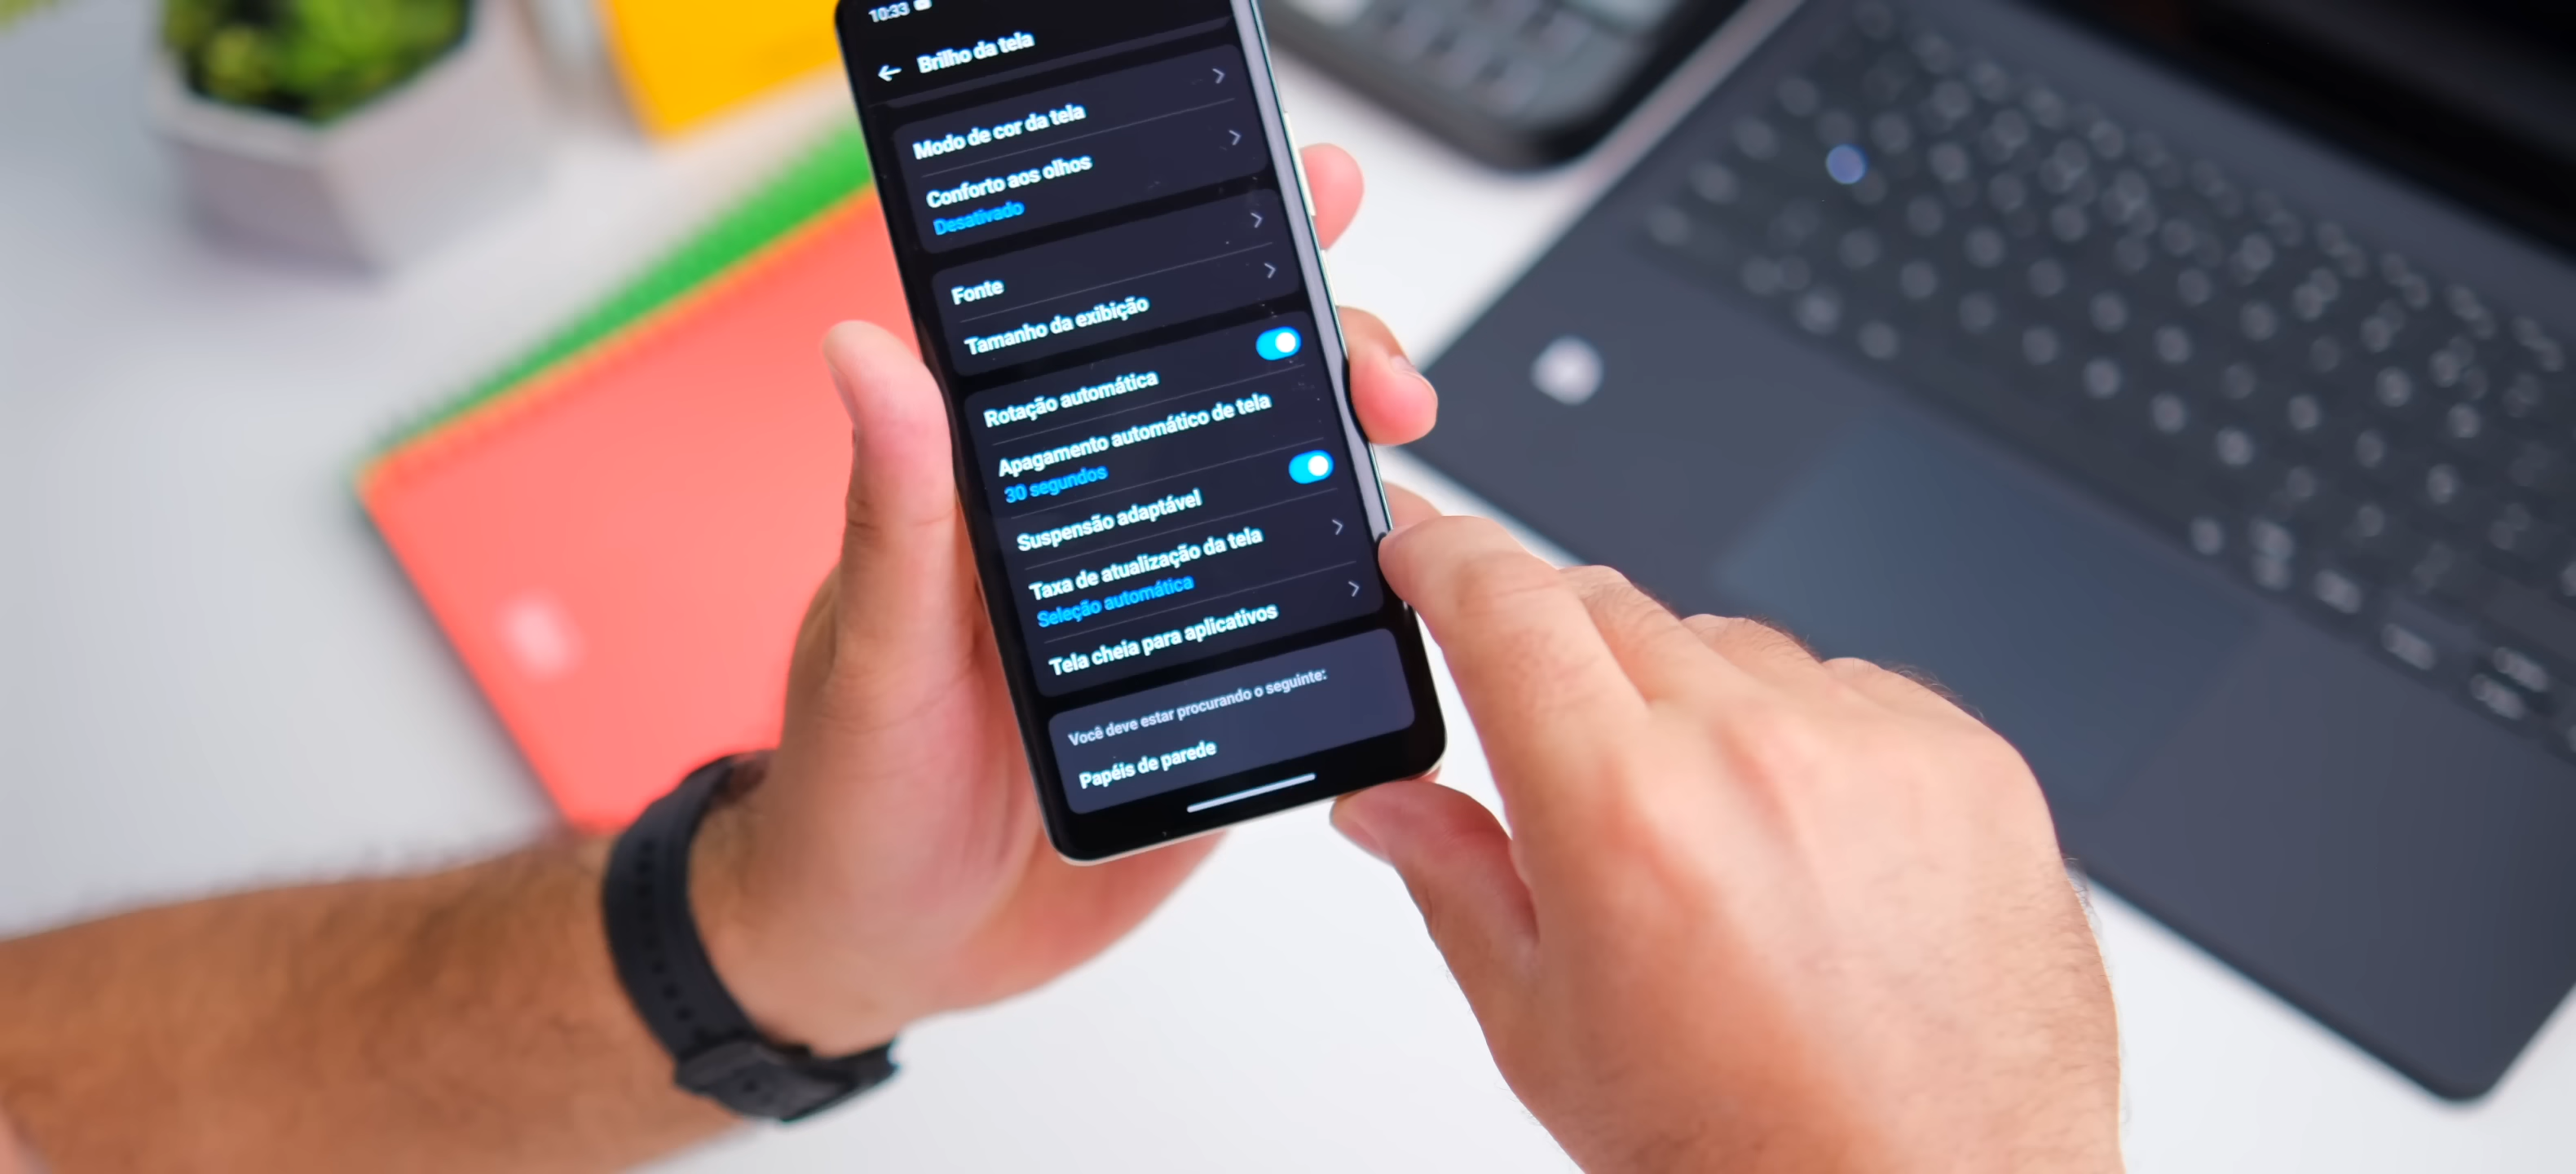 10:33
Brilho da tela
Modo de cor da tela
Conforto aos olhos
Desativado
Fonte
Tamanho da exibição
Rotação automática
Apagamento automático de tela
30 segundos
Suspensão adaptável
Taxa de atualização da tela
Seleção automática
Tela cheia para aplicativos
Você deve estar procurando o seguinte:
Papéis de parede